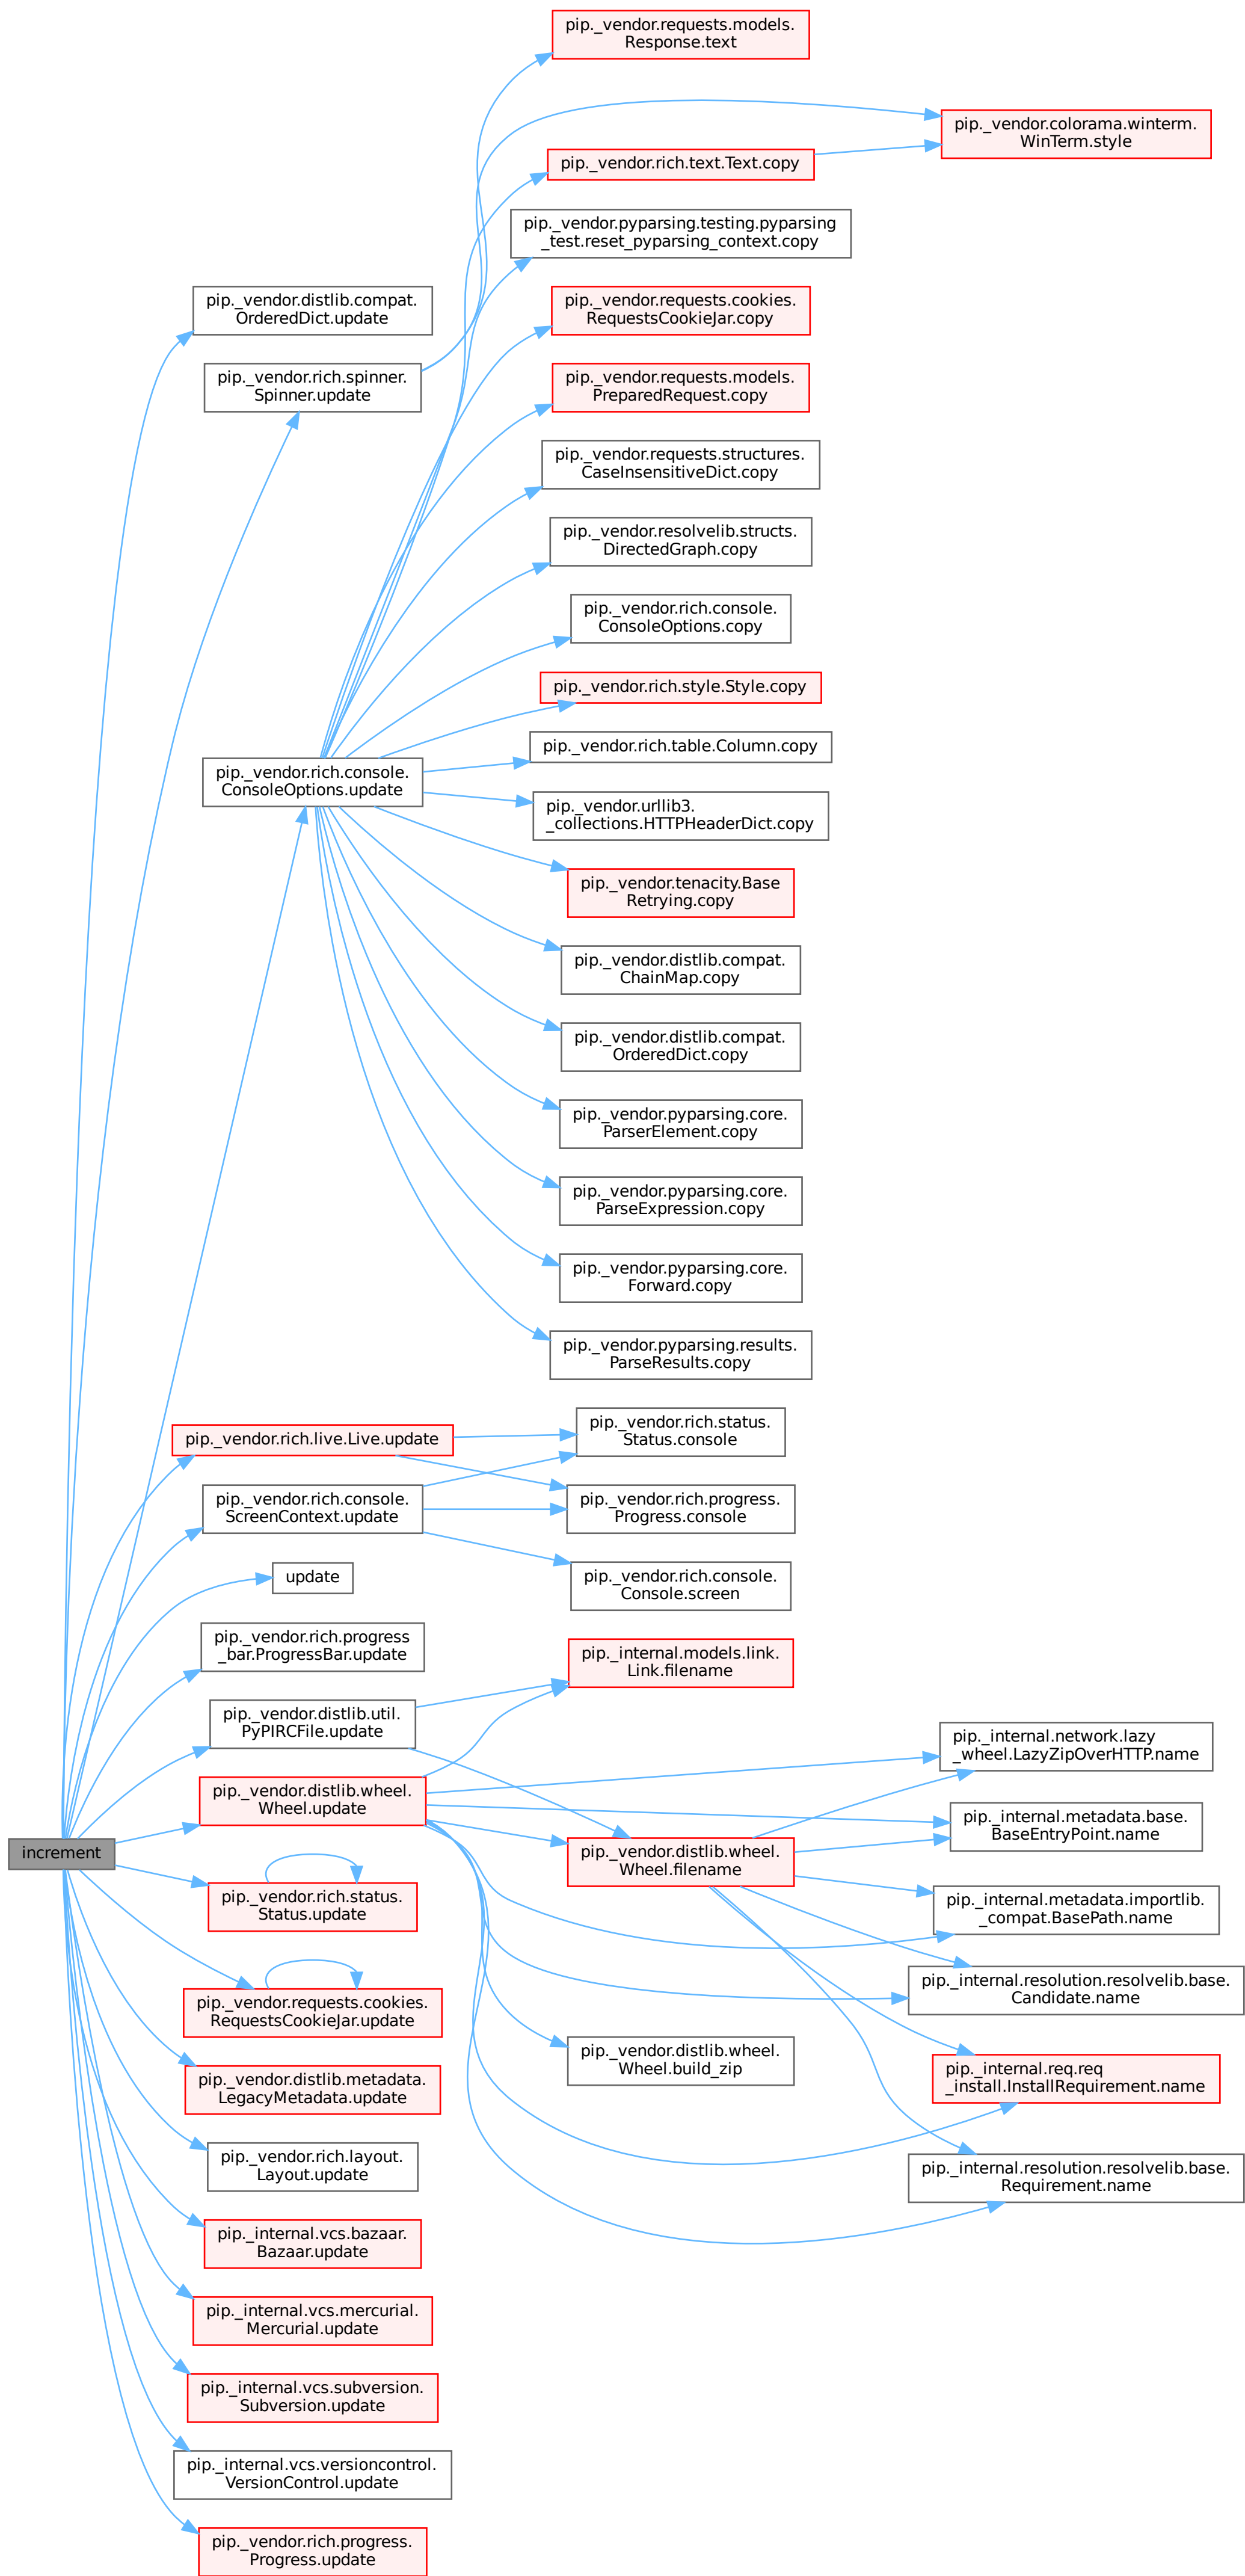 pip._vendor.requests.models.
Response.text
pip._vendor.colorama.winterm.
WinTerm.style
pip._vendor.rich.text.Text.copy
pip._vendor.pyparsing.testing.pyparsing
_test.reset_pyparsing_context.copy
pip._vendor.distlib.compat.
OrderedDict.update
pip._vendor.requests.cookies.
RequestsCookieJar.copy
pip._vendor.rich.spinner.
Spinner.update
pip._vendor.requests.models.
PreparedRequest.copy
pip._vendor.requests.structures.
CaseInsensitiveDict.copy
pip._vendor.resolvelib.structs.
DirectedGraph.copy
pip._vendor.rich.console.
ConsoleOptions.copy
pip._vendor.rich.style.Style.copy
pip._vendor.rich.table.Column.copy
pip._vendor.rich.console.
ConsoleOptions.update
pip._vendor.urllib3.
_collections.HTTPHeaderDict.copy
pip._vendor.tenacity.Base
Retrying.copy
pip._vendor.distlib.compat.
ChainMap.copy
pip._vendor.distlib.compat.
OrderedDict.copy
pip._vendor.pyparsing.core.
ParserElement.copy
pip._vendor.pyparsing.core.
ParseExpression.copy
pip._vendor.pyparsing.core.
Forward.copy
pip._vendor.pyparsing.results.
ParseResults.copy
pip._vendor.rich.live.Live.update
pip._vendor.rich.status.
Status.console
pip._vendor.rich.console.
ScreenContext.update
pip._vendor.rich.progress.
Progress.console
update
pip._vendor.rich.console.
Console.screen
pip._vendor.rich.progress
_bar.ProgressBar.update
pip._internal.models.link.
Link.filename
pip._vendor.distlib.util.
PyPIRCFile.update
pip._internal.network.lazy
_wheel.LazyZipOverHTTP.name
pip._vendor.distlib.wheel.
Wheel.update
pip._internal.metadata.base.
BaseEntryPoint.name
increment
pip._vendor.distlib.wheel.
Wheel.filename
pip._vendor.rich.status.
Status.update
pip._internal.metadata.importlib.
_compat.BasePath.name
pip._internal.resolution.resolvelib.base.
Candidate.name
pip._vendor.requests.cookies.
RequestsCookieJar.update
pip._vendor.distlib.wheel.
Wheel.build_zip
pip._internal.req.req
_install.InstallRequirement.name
pip._vendor.distlib.metadata.
LegacyMetadata.update
pip._vendor.rich.layout.
Layout.update
pip._internal.resolution.resolvelib.base.
Requirement.name
pip._internal.vcs.bazaar.
Bazaar.update
pip._internal.vcs.mercurial.
Mercurial.update
pip._internal.vcs.subversion.
Subversion.update
pip._internal.vcs.versioncontrol.
VersionControl.update
pip._vendor.rich.progress.
Progress.update